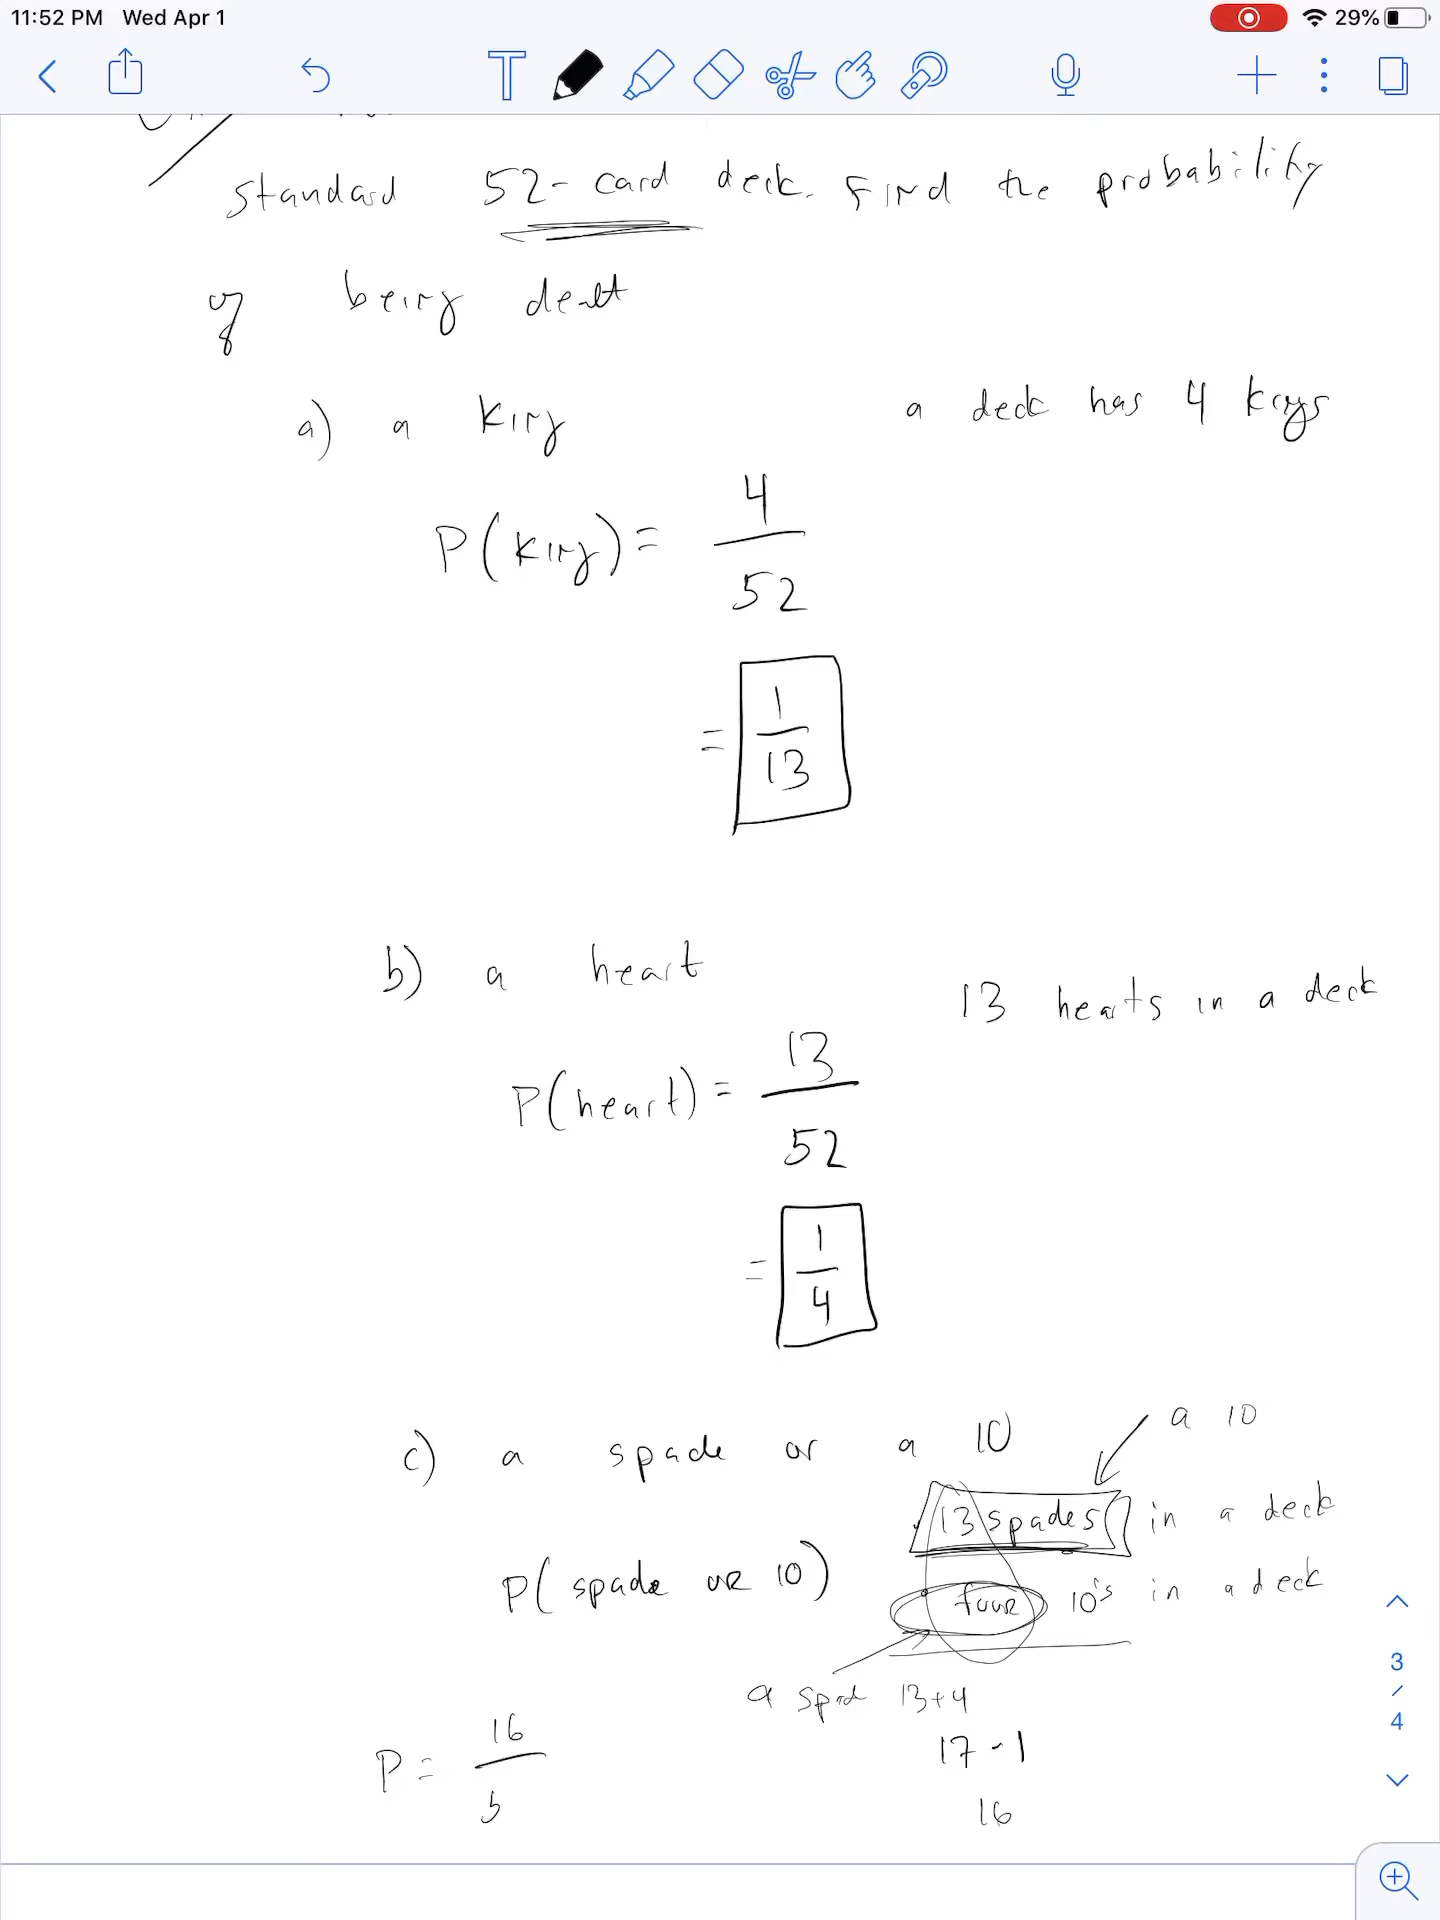 11:52 PM Wed Apr 1
29%
standard 52-card deck. Find the probability
of being dealt
a) a king
a deck has 4 kings
P(king) = 4/52
= 1/13
b) a heart
13 hearts in a deck
P(heart) = 13/52
= 1/4
c) a spade or a 10
a 10
13 spades in a deck
P(spade or 10)
four 10's in a deck
a spad 13+4
17-1
16
P = 16/5
3/4